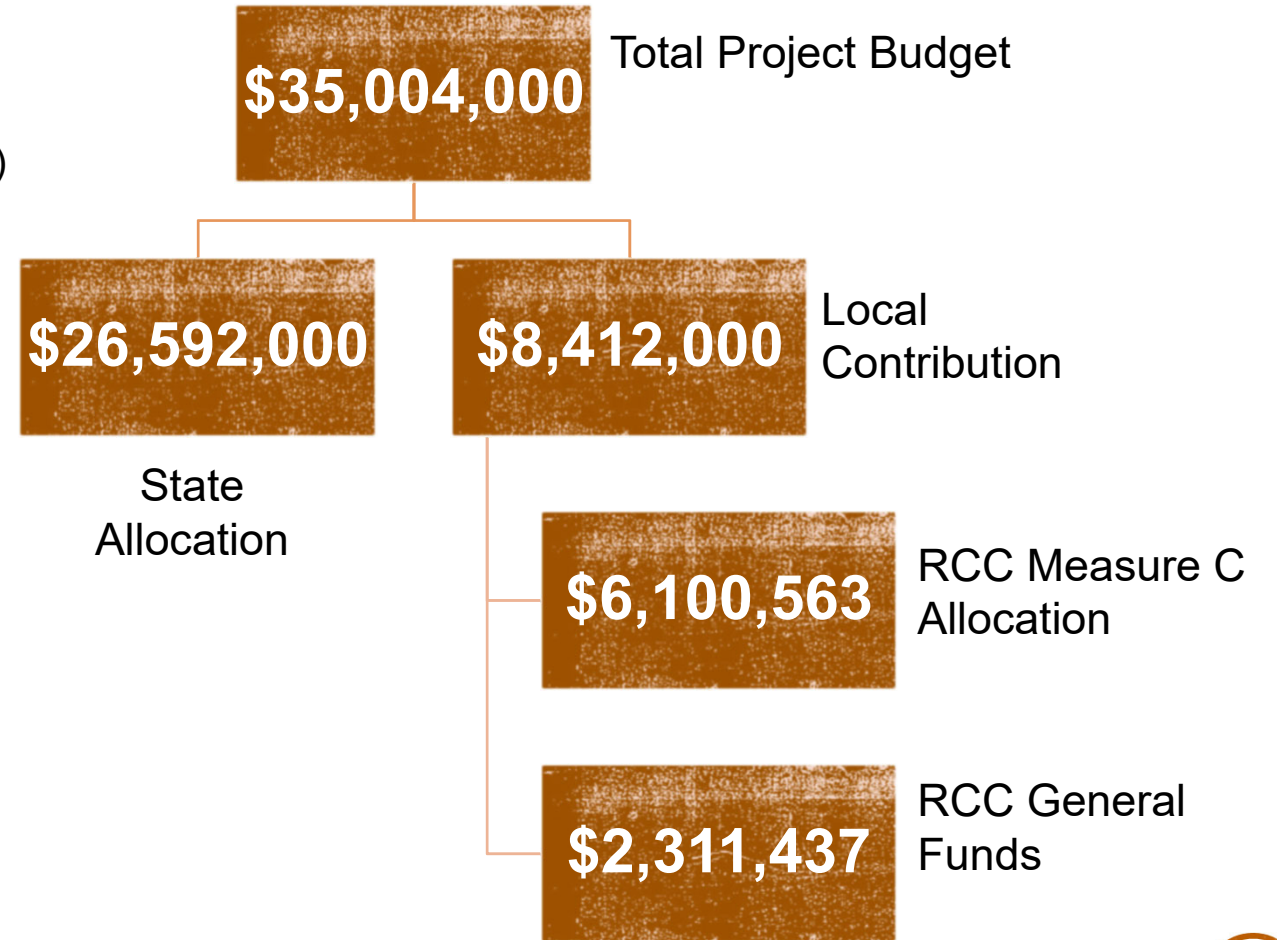 $35,004,000
Total Project Budget
)
$26,592,000
State
Allocation
$8,412,000
Local
Contribution
$6,100,563
RCC Measure C
Allocation
$2,311,437
RCC General
Funds